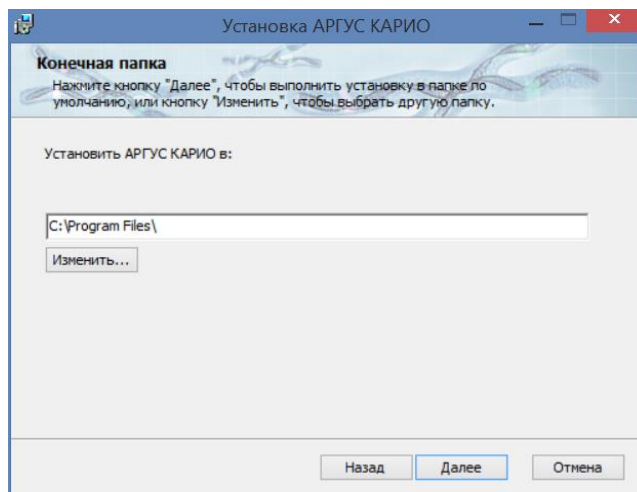 Установка АРГУС КАРИО
Конечная папка
Нажмите кнопку "Далее", чтобы выполнить установку в папке по
умолчанию, или кнопку "Изменить", чтобы выбрать другую папку.
Установить АРГУС КАРИО в:
C:\Program Files\
Изменить...
Назад Далее Отмена